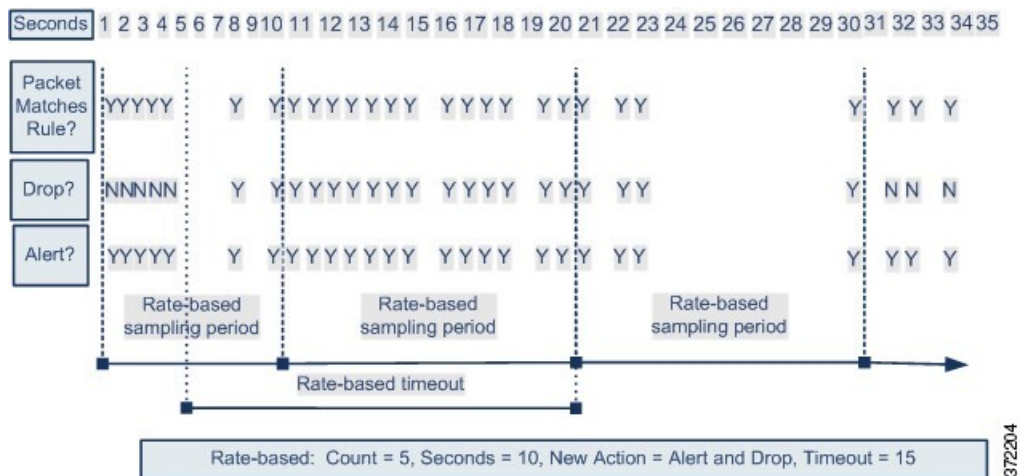 Seconds 1 2 3 4 5 6 7 8 9 10 11 12 13 14 15 16 17 18 19 20 21 22 23 24 25 26 27 28 29 30 31 32 33 34 35
Packet
Matches
Rule?
YYYYY Y Y Y Y Y Y Y Y Y Y Y Y Y Y Y Y Y Y Y Y Y Y Y
Drop?
NNNNN Y Y Y Y Y Y Y Y Y Y Y Y Y Y Y Y Y Y Y Y N N N
Alert?
YYYYY Y Y Y Y Y Y Y Y Y Y Y Y Y Y Y Y Y Y Y Y Y Y Y
Rate-based
sampling period
Rate-based
sampling period
Rate-based
sampling period
Rate-based timeout
Rate-based: Count = 5, Seconds = 10, New Action = Alert and Drop, Timeout = 15
372204